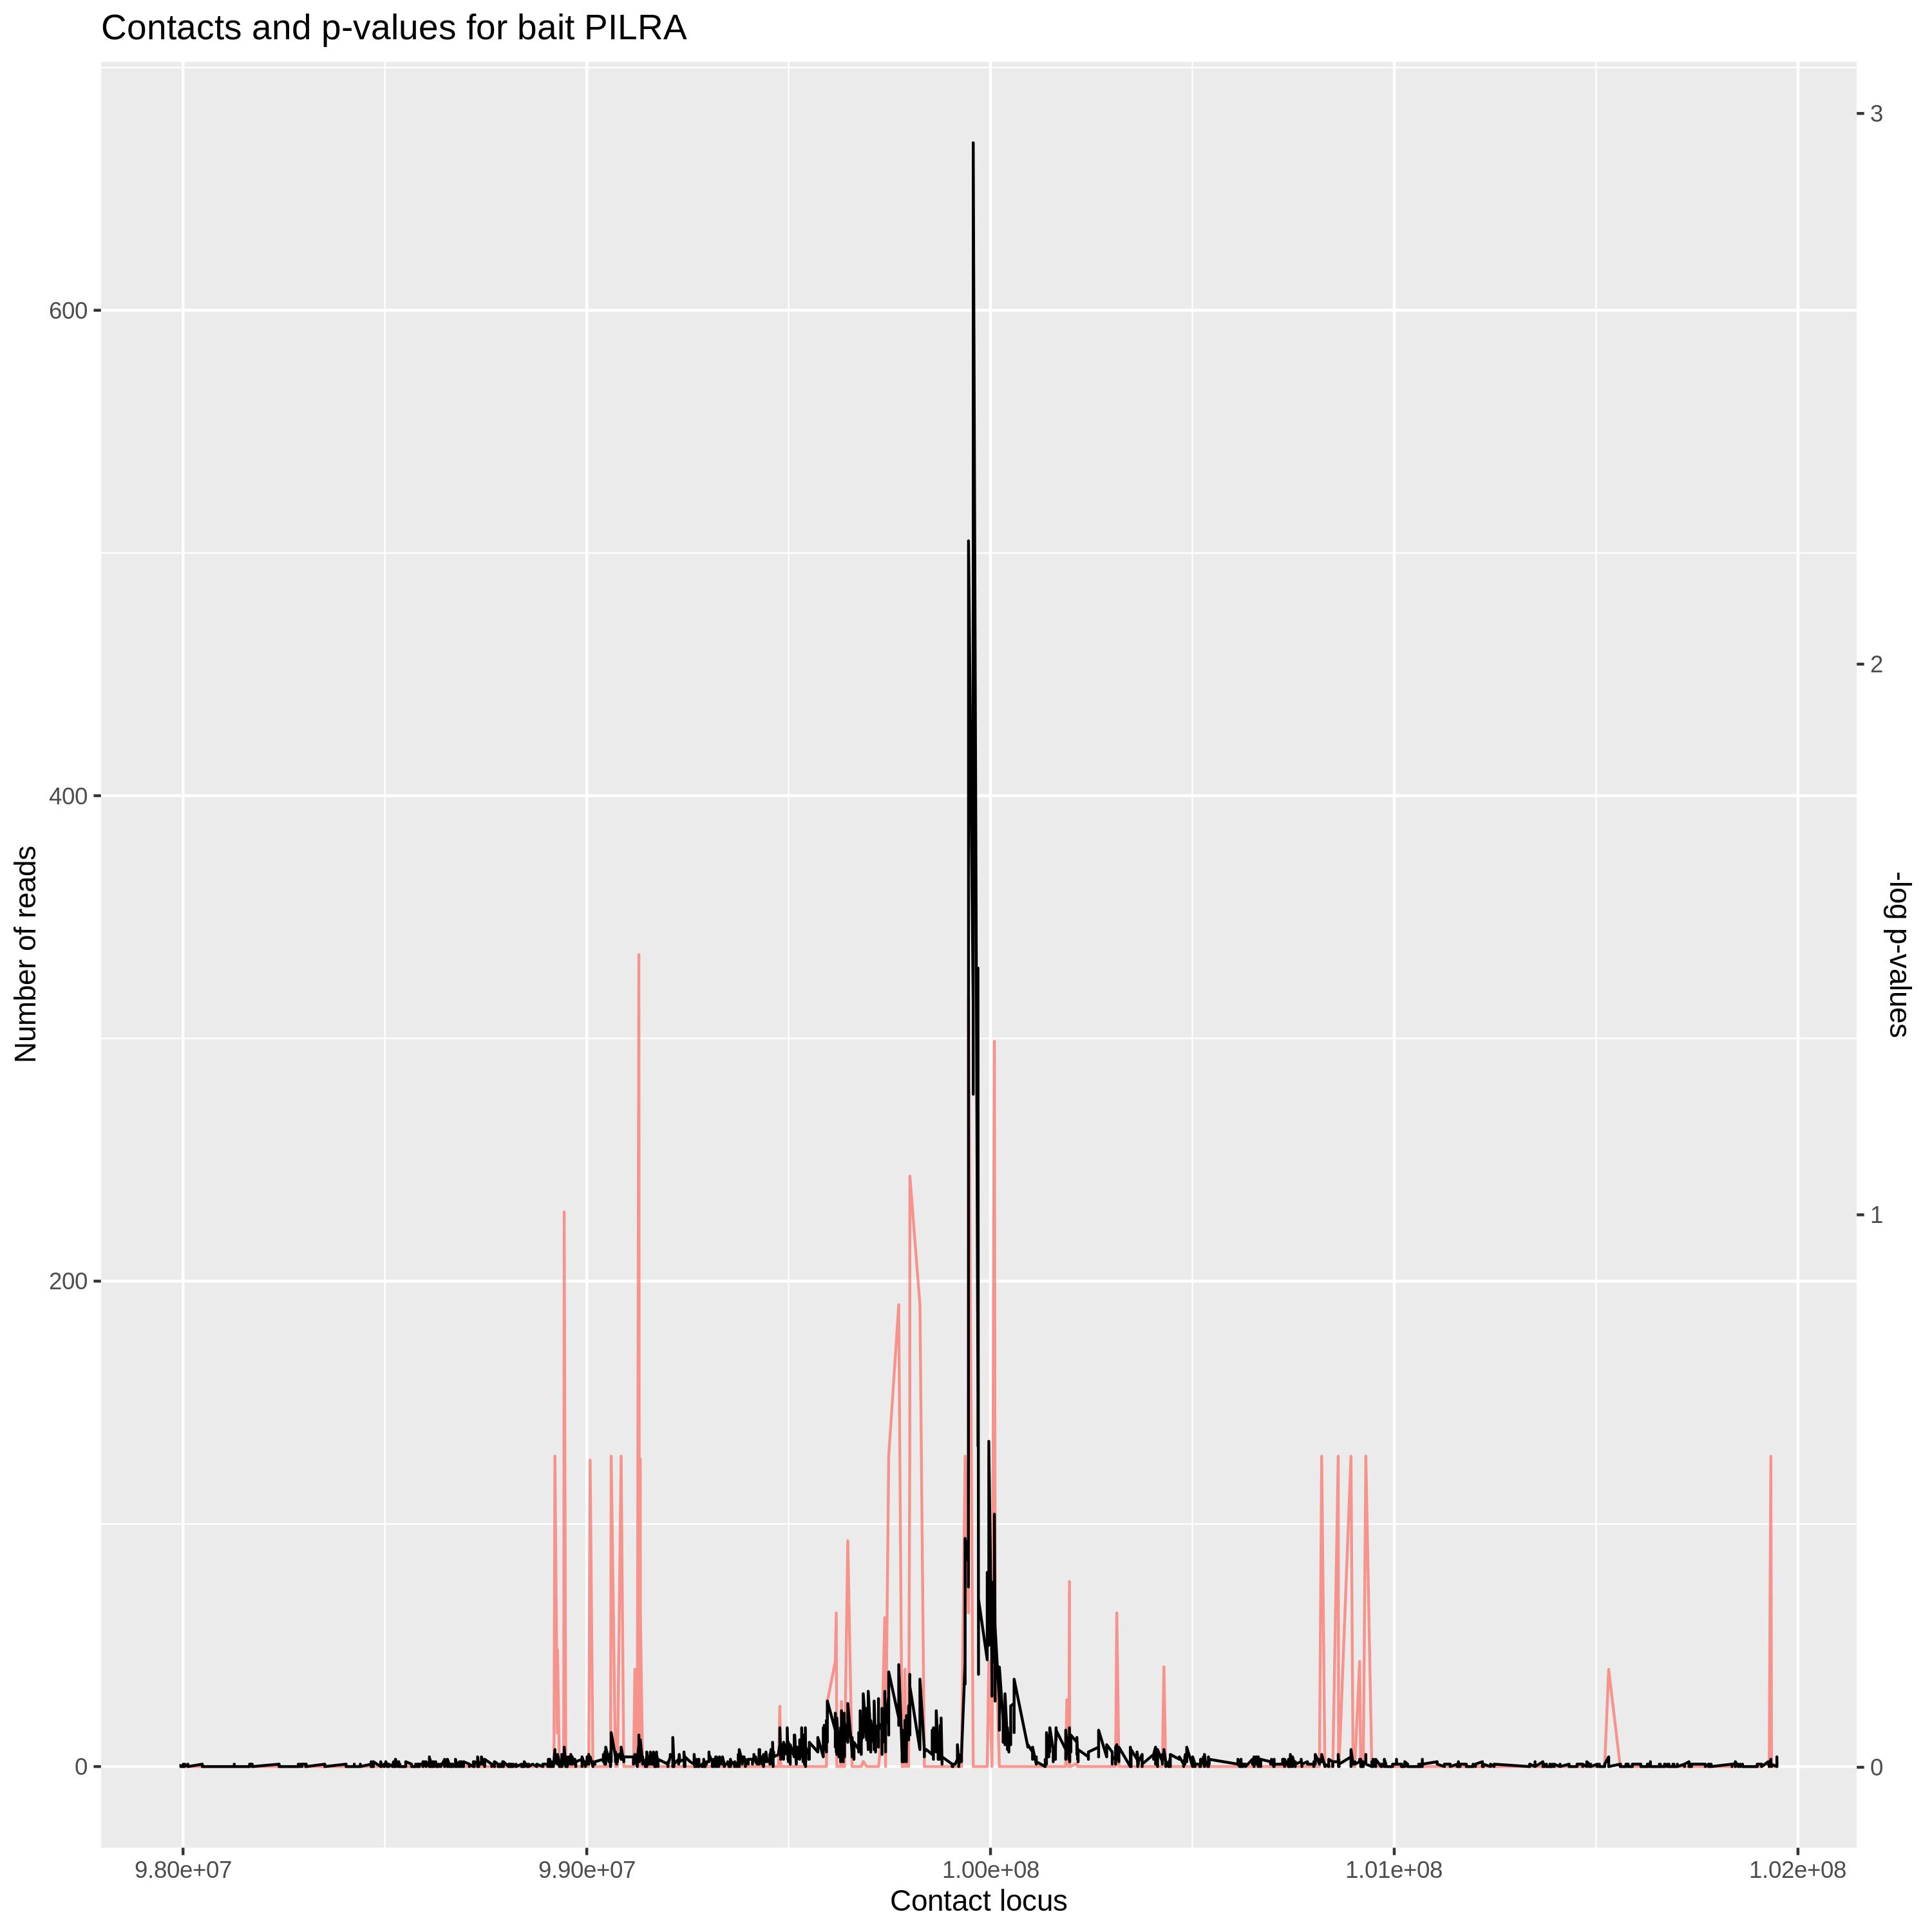 Contacts and p-values for bait PILRA
3
600
2
400
Number of reads
-log p-values
1
200
0
0
9.80e+07
9.90e+07
1.00e+08
1.01e+08
1.02e+08
Contact locus